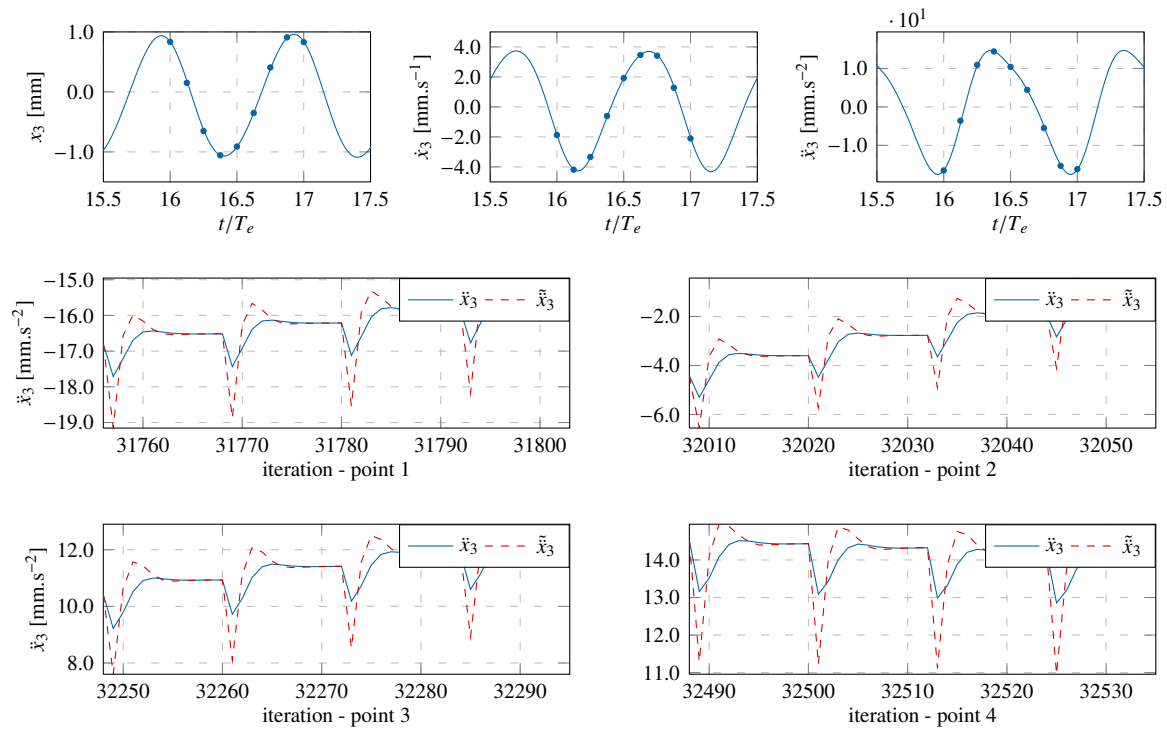 · 10¹
1.0
0.0
−1.0
x₃ [mm]
15.5 16 16.5 17 17.5
t/Tₑ
4.0
2.0
0.0
−2.0
−4.0
ẋ₃ [mm.s⁻¹]
15.5 16 16.5 17 17.5
t/Tₑ
1.0
0.0
−1.0
ẍ₃ [mm.s⁻²]
15.5 16 16.5 17 17.5
t/Tₑ
−15.0
−16.0
−17.0
−18.0
−19.0
ẍ₃ [mm.s⁻²]
ẍ₃ ẍ̃₃
31760 31770 31780 31790 31800
iteration - point 1
−2.0
−4.0
−6.0
ẍ₃ ẍ̃₃
32010 32020 32030 32040 32050
iteration - point 2
12.0
10.0
8.0
ẍ₃ [mm.s⁻²]
ẍ₃ ẍ̃₃
32250 32260 32270 32280 32290
iteration - point 3
14.0
13.0
12.0
11.0
ẍ₃ ẍ̃₃
32490 32500 32510 32520 32530
iteration - point 4